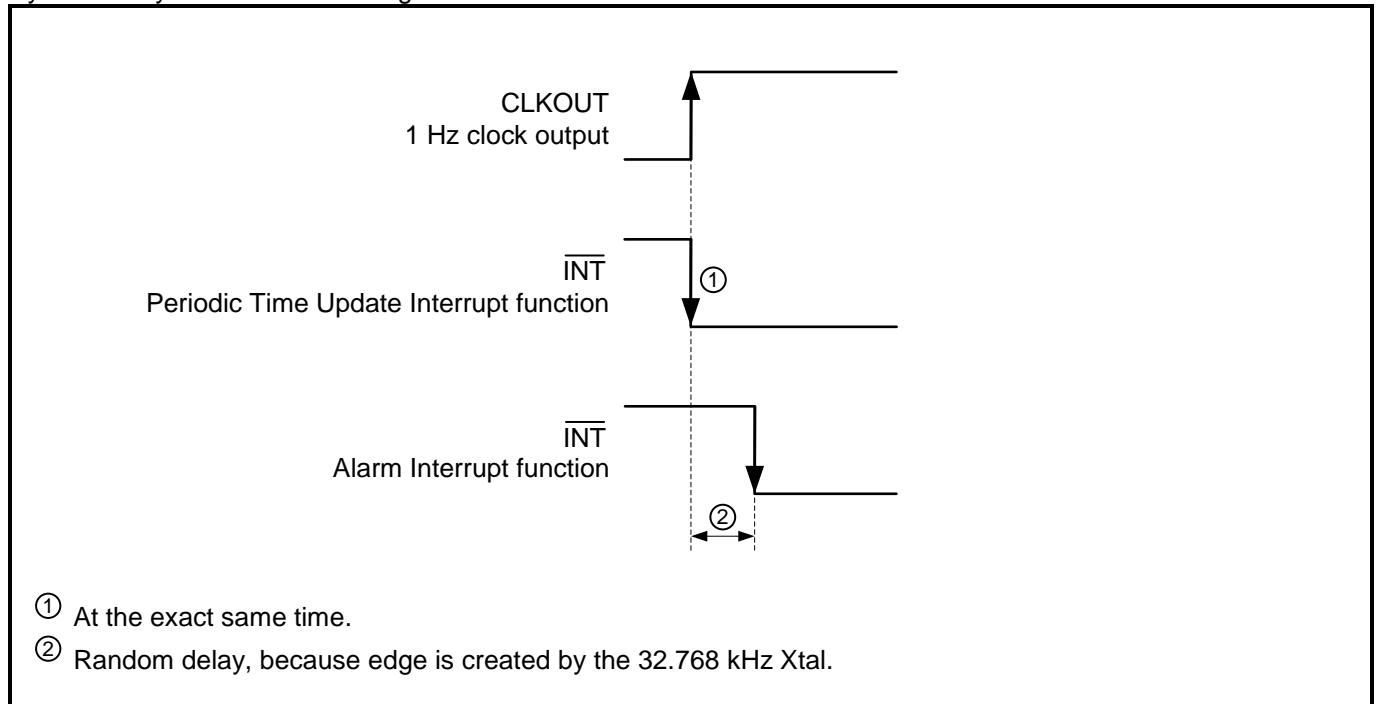 CLKOUT
1 Hz clock output
INT
Periodic Time Update Interrupt function
①
INT
Alarm Interrupt function
②
① At the exact same time.
② Random delay, because edge is created by the 32.768 kHz Xtal.